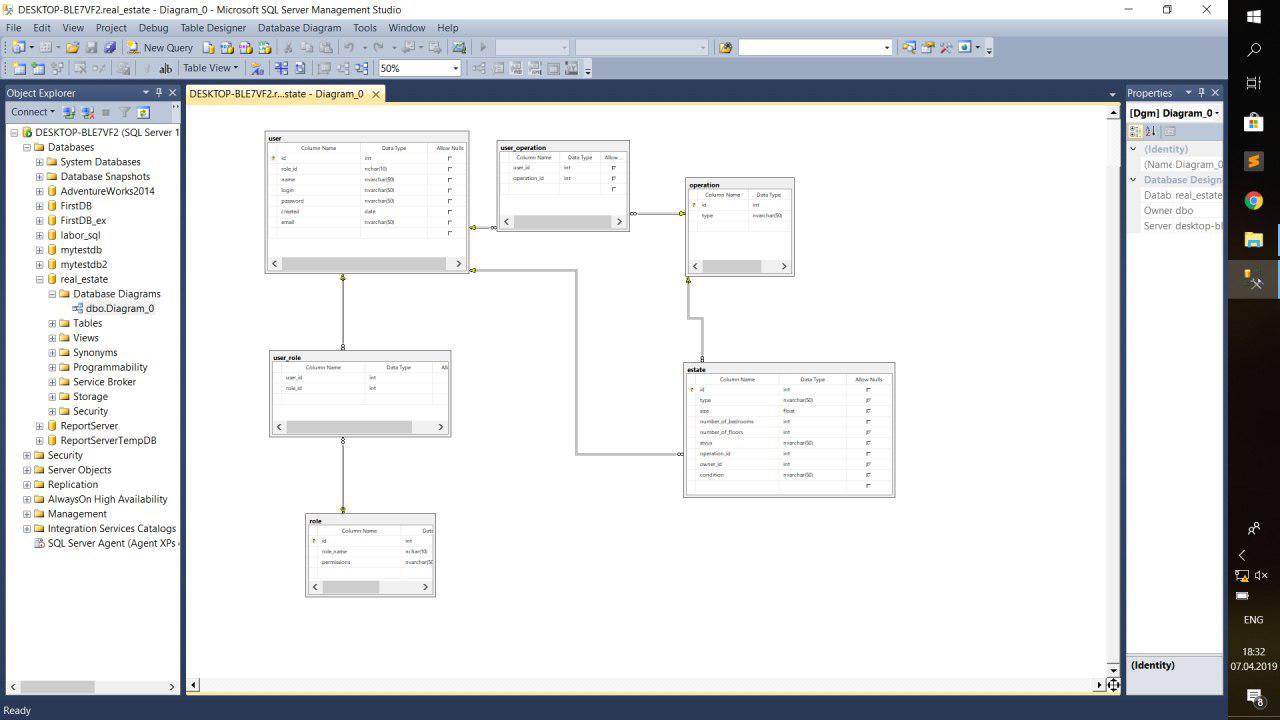 DESKTOP-BLE7VF2.real_estate - Diagram_0 - Microsoft SQL Server Management Studio
File Edit View Project Debug Table Designer Database Diagram Tools Window Help
New Query
ab Table View 50%
Object Explorer
Connect
DESKTOP-BLE7VF2 (SQL Server 1
Databases
System Databases
Database Snapshots
AdventureWorks2014
FirstDB
FirstDB_ex
labor_sql
mytestdb
mytestdb2
real_estate
Database Diagrams
dbo.Diagram_0
Tables
Views
Synonyms
Programmability
Service Broker
Storage
Security
ReportServer
ReportServerTempDB
Security
Server Objects
Replication
AlwaysOn High Availability
Management
Integration Services Catalogs
SQL Server Agent (Agent XPs
DESKTOP-BLE7VF2.r...state - Diagram_0
user
Column Name Data Type Allow Nulls
id int
role_id nchar(10)
name nvarchar(50)
login nvarchar(50)
password nvarchar(50)
created date
email nvarchar(50)
user_operation
Column Name Data Type Allow...
user_id int
operation_id int
operation
Column Name Data Type
id int
type nvarchar(50)
user_role
Column Name Data Type All
user_id int
role_id int
estate
Column Name Data Type Allow Nulls
id int
type nvarchar(50)
size float
number_of_bedrooms int
number_of_floors int
nvarchar(50)
operation_id int
owner_id int
condition nvarchar(50)
role
Column Name Data
id int
role_name nchar(10)
permissions nvarchar(50
Properties
[Dgm] Diagram_0
(Identity)
(Name Diagram_0
Database Design
Datab real_estate
Owner dbo
Server desktop-bl
(Identity)
Ready
ENG
18:32
07.04.2019
8